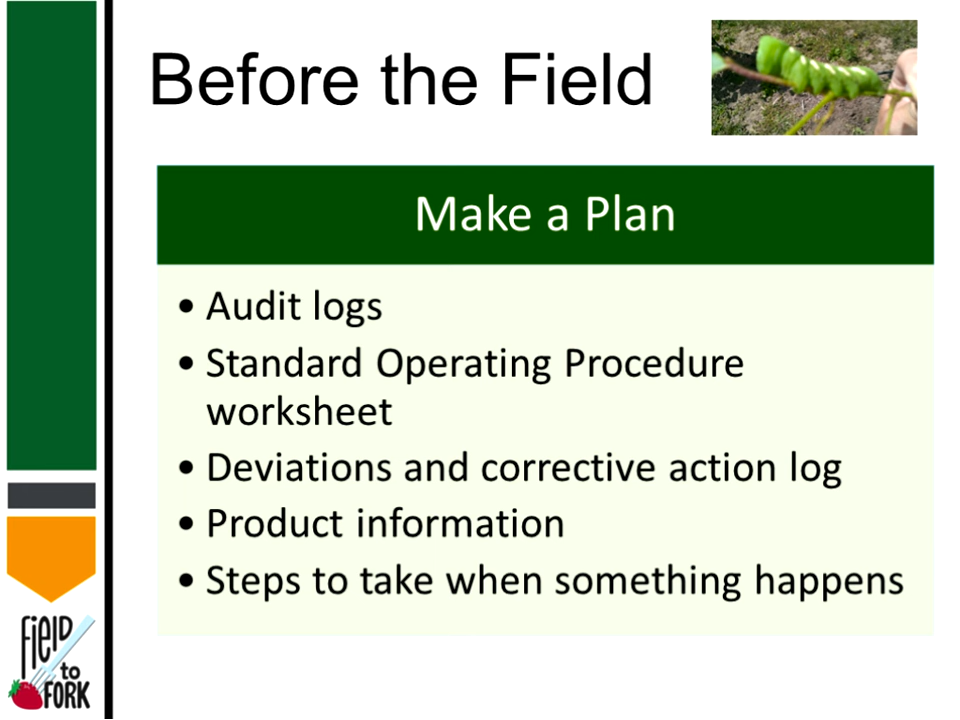 Before the Field
Make a Plan
• Audit logs
• Standard Operating Procedure
worksheet
• Deviations and corrective action log
• Product information
• Steps to take when something happens
FiELD
to
FORK